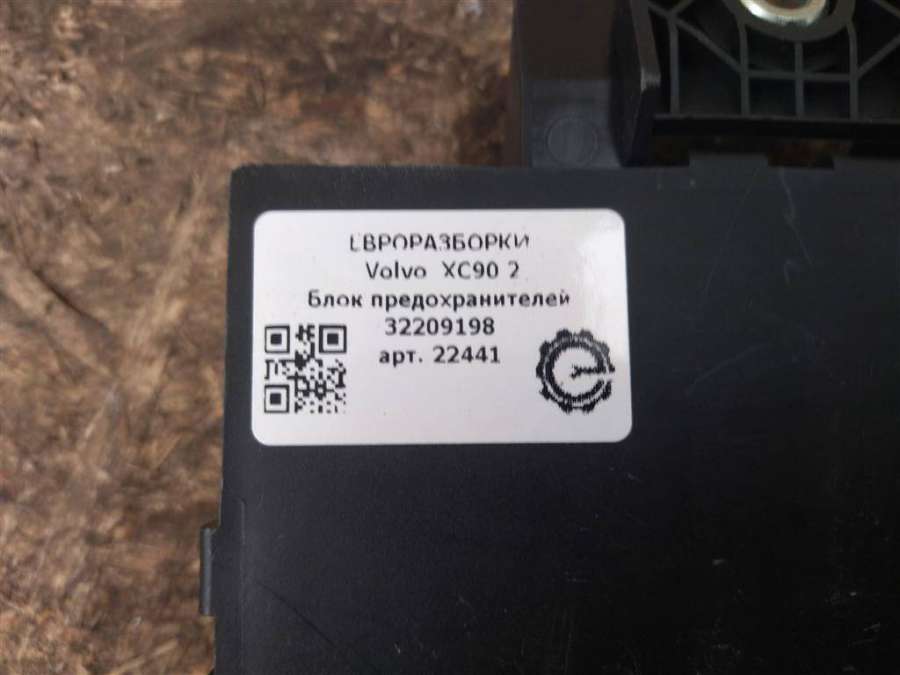 ЕВРОРАЗБОРКИ
Volvo XC90 2
Блок предохранителей
32209198
арт. 22441